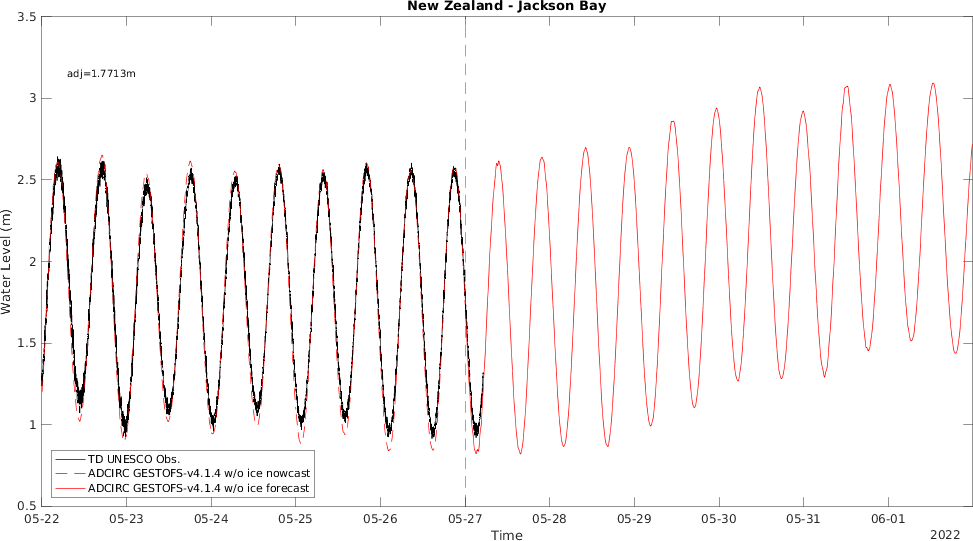 New Zealand - Jackson Bay
adj=1.7713m
Water Level (m)
3.5
3
2.5
2
1.5
1
0.5
TD UNESCO Obs.
ADCIRC GESTOFS-v4.1.4 w/o ice nowcast
ADCIRC GESTOFS-v4.1.4 w/o ice forecast
05-22 05-23 05-24 05-25 05-26 05-27 05-28 05-29 05-30 05-31 06-01
Time
2022